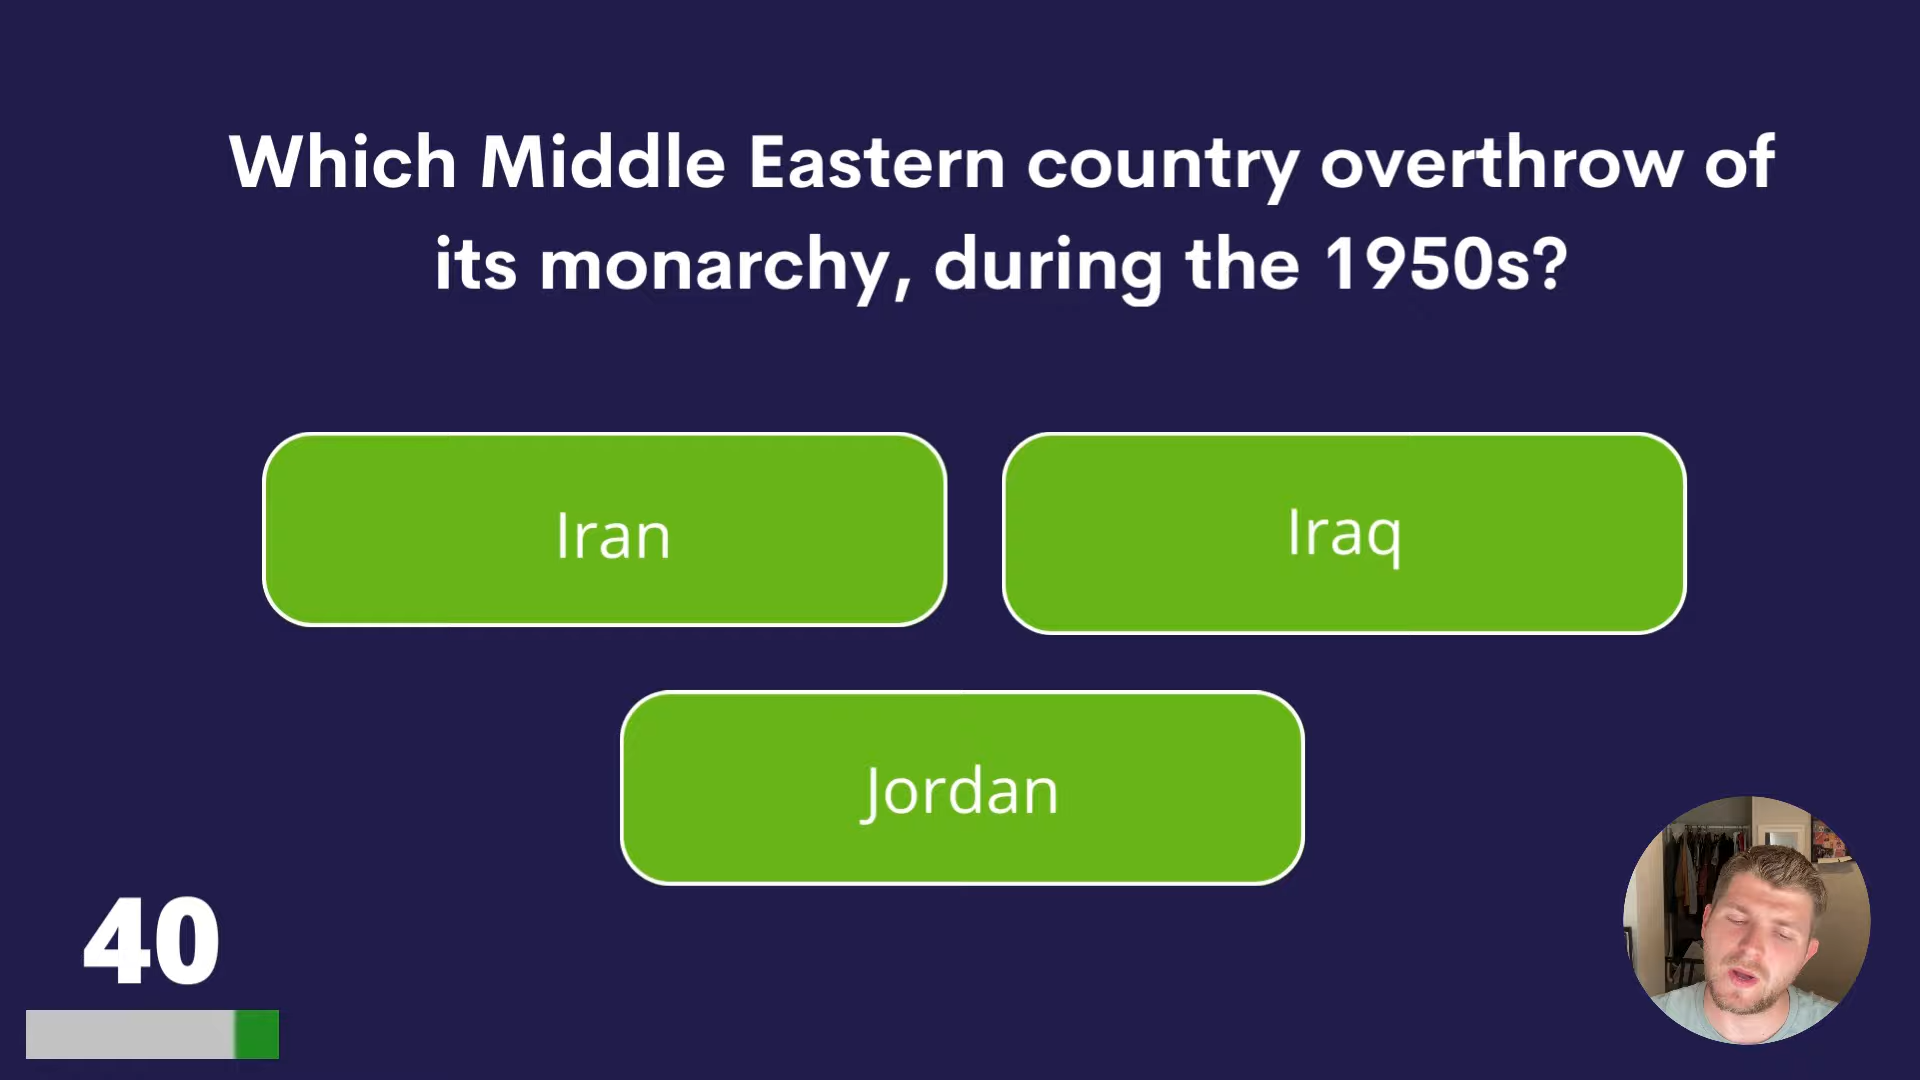 Which Middle Eastern country overthrow of
its monarchy, during the 1950s?
Iran
Iraq
Jordan
40